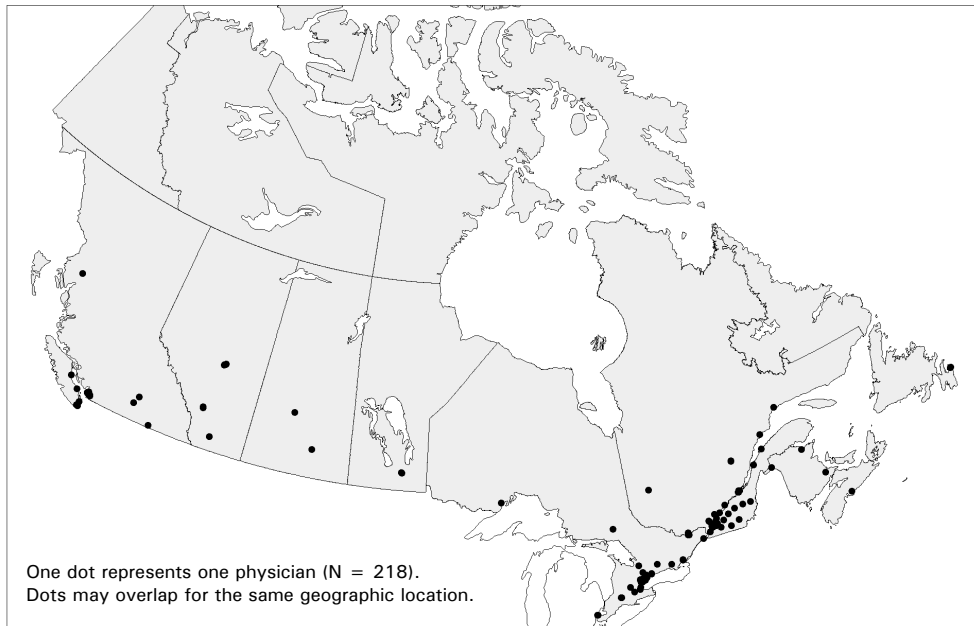 One dot represents one physician (N = 218).
Dots may overlap for the same geographic location.